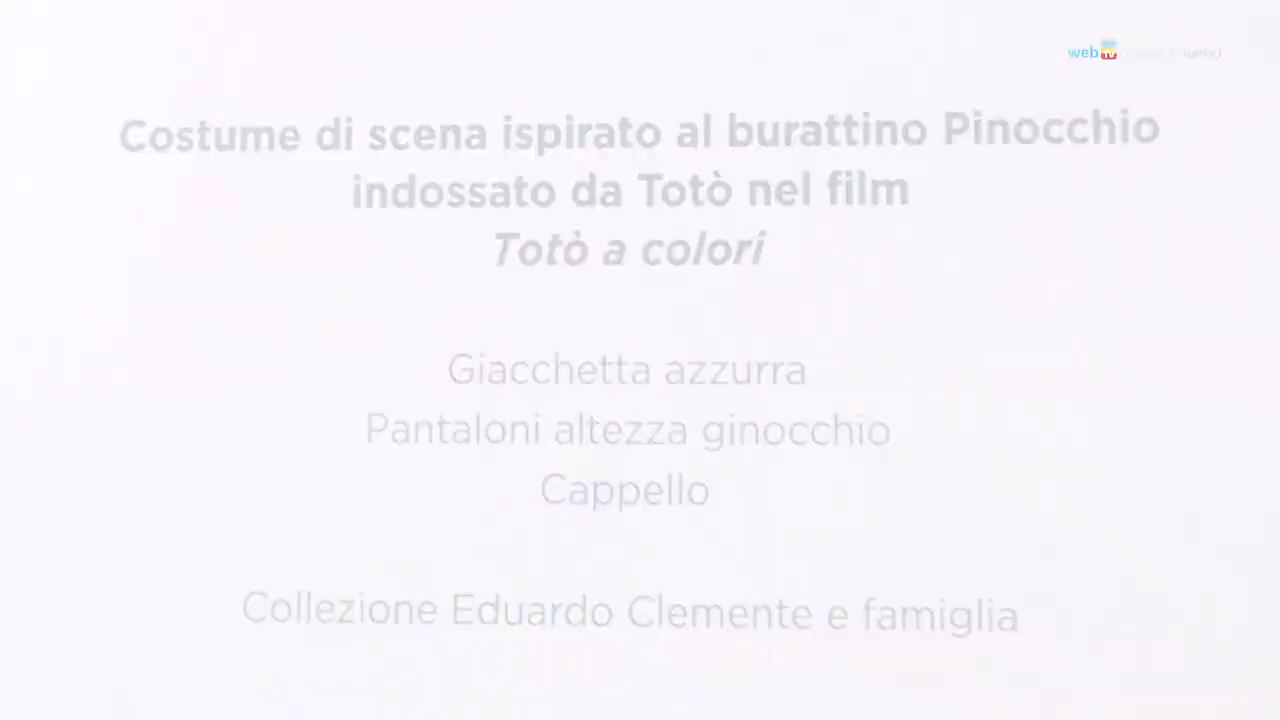 web tv
Costume di scena ispirato al burattino Pinocchio
indossato da Totò nel film
Totò a colori
Giacchetta azzurra
Pantaloni altezza ginocchio
Cappello
Collezione Eduardo Clemente e famiglia